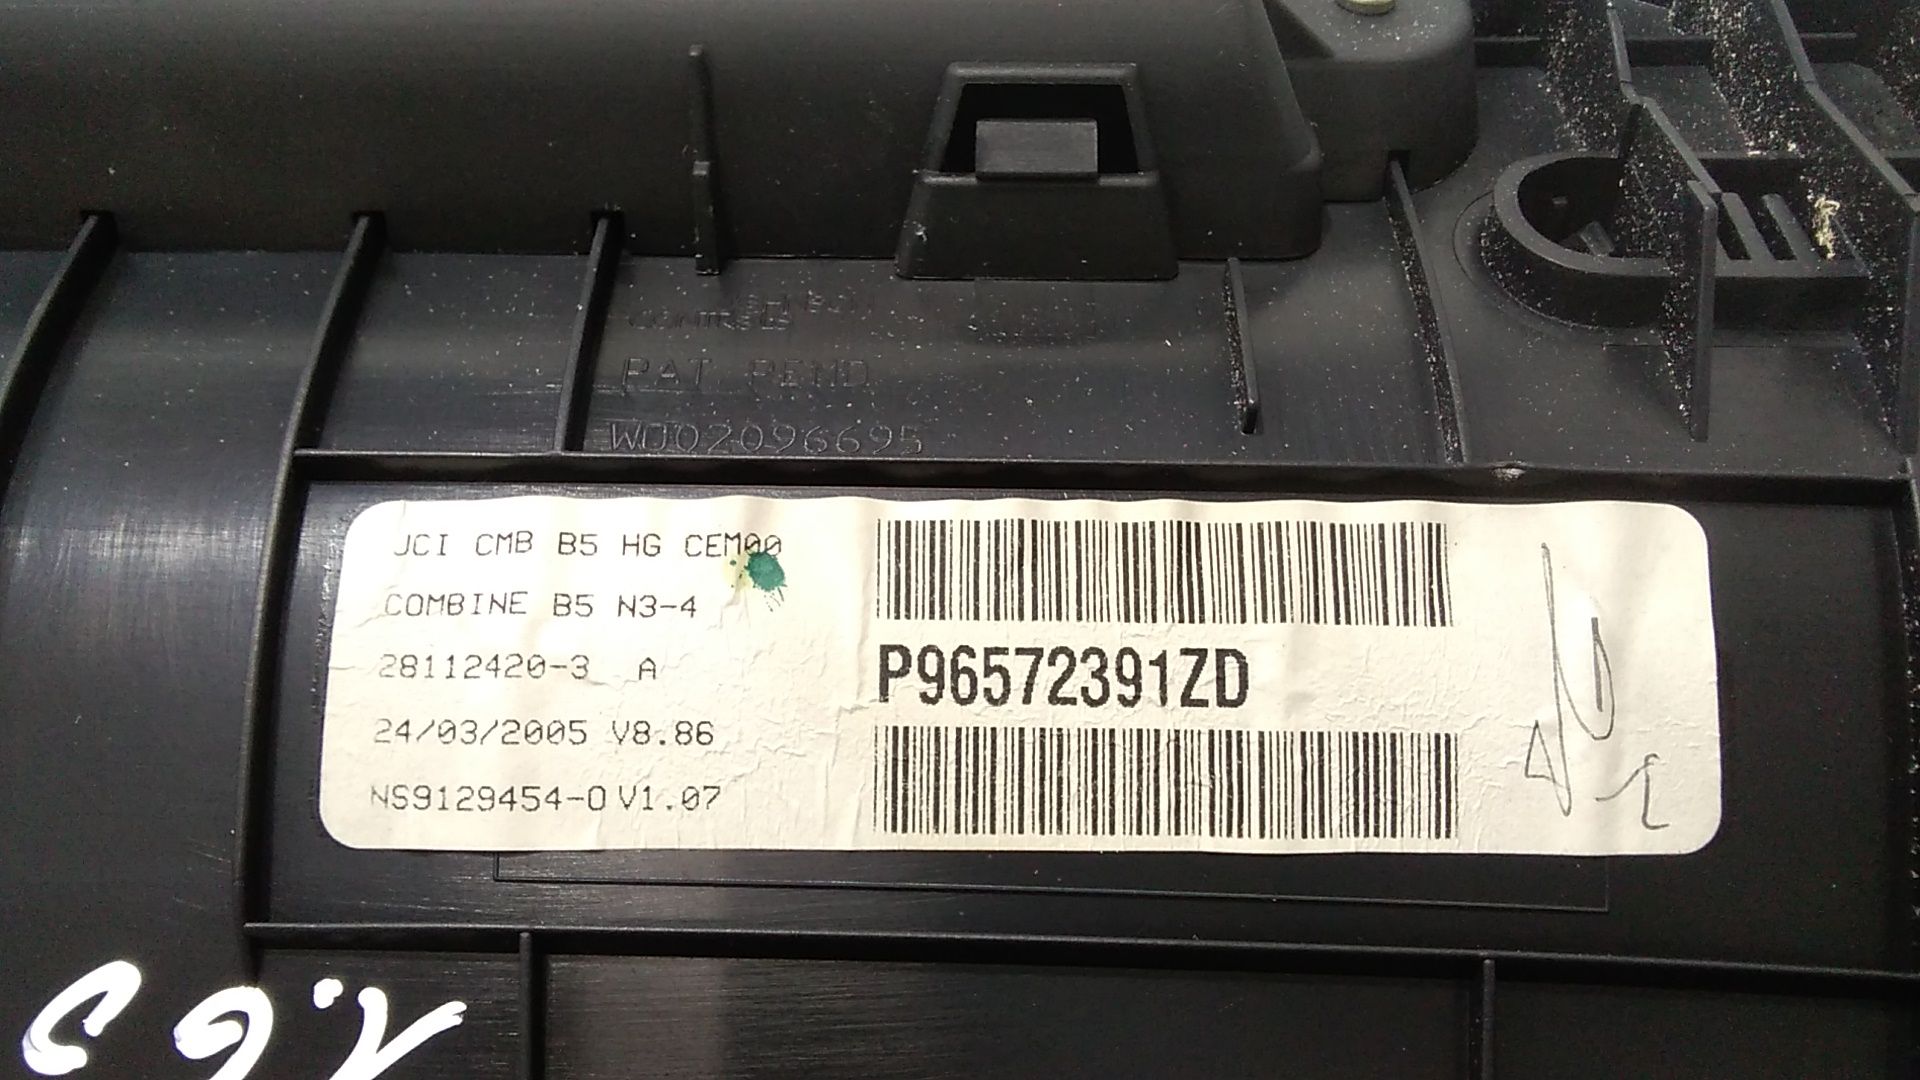 CONTROLS
PAT PEND
W002096695
JCI CMB B5 HG CEM00
COMBINE B5 N3-4
28112420-3 A
24/03/2005 V8.86
NS9129454-0 V1.07
P96572391ZD